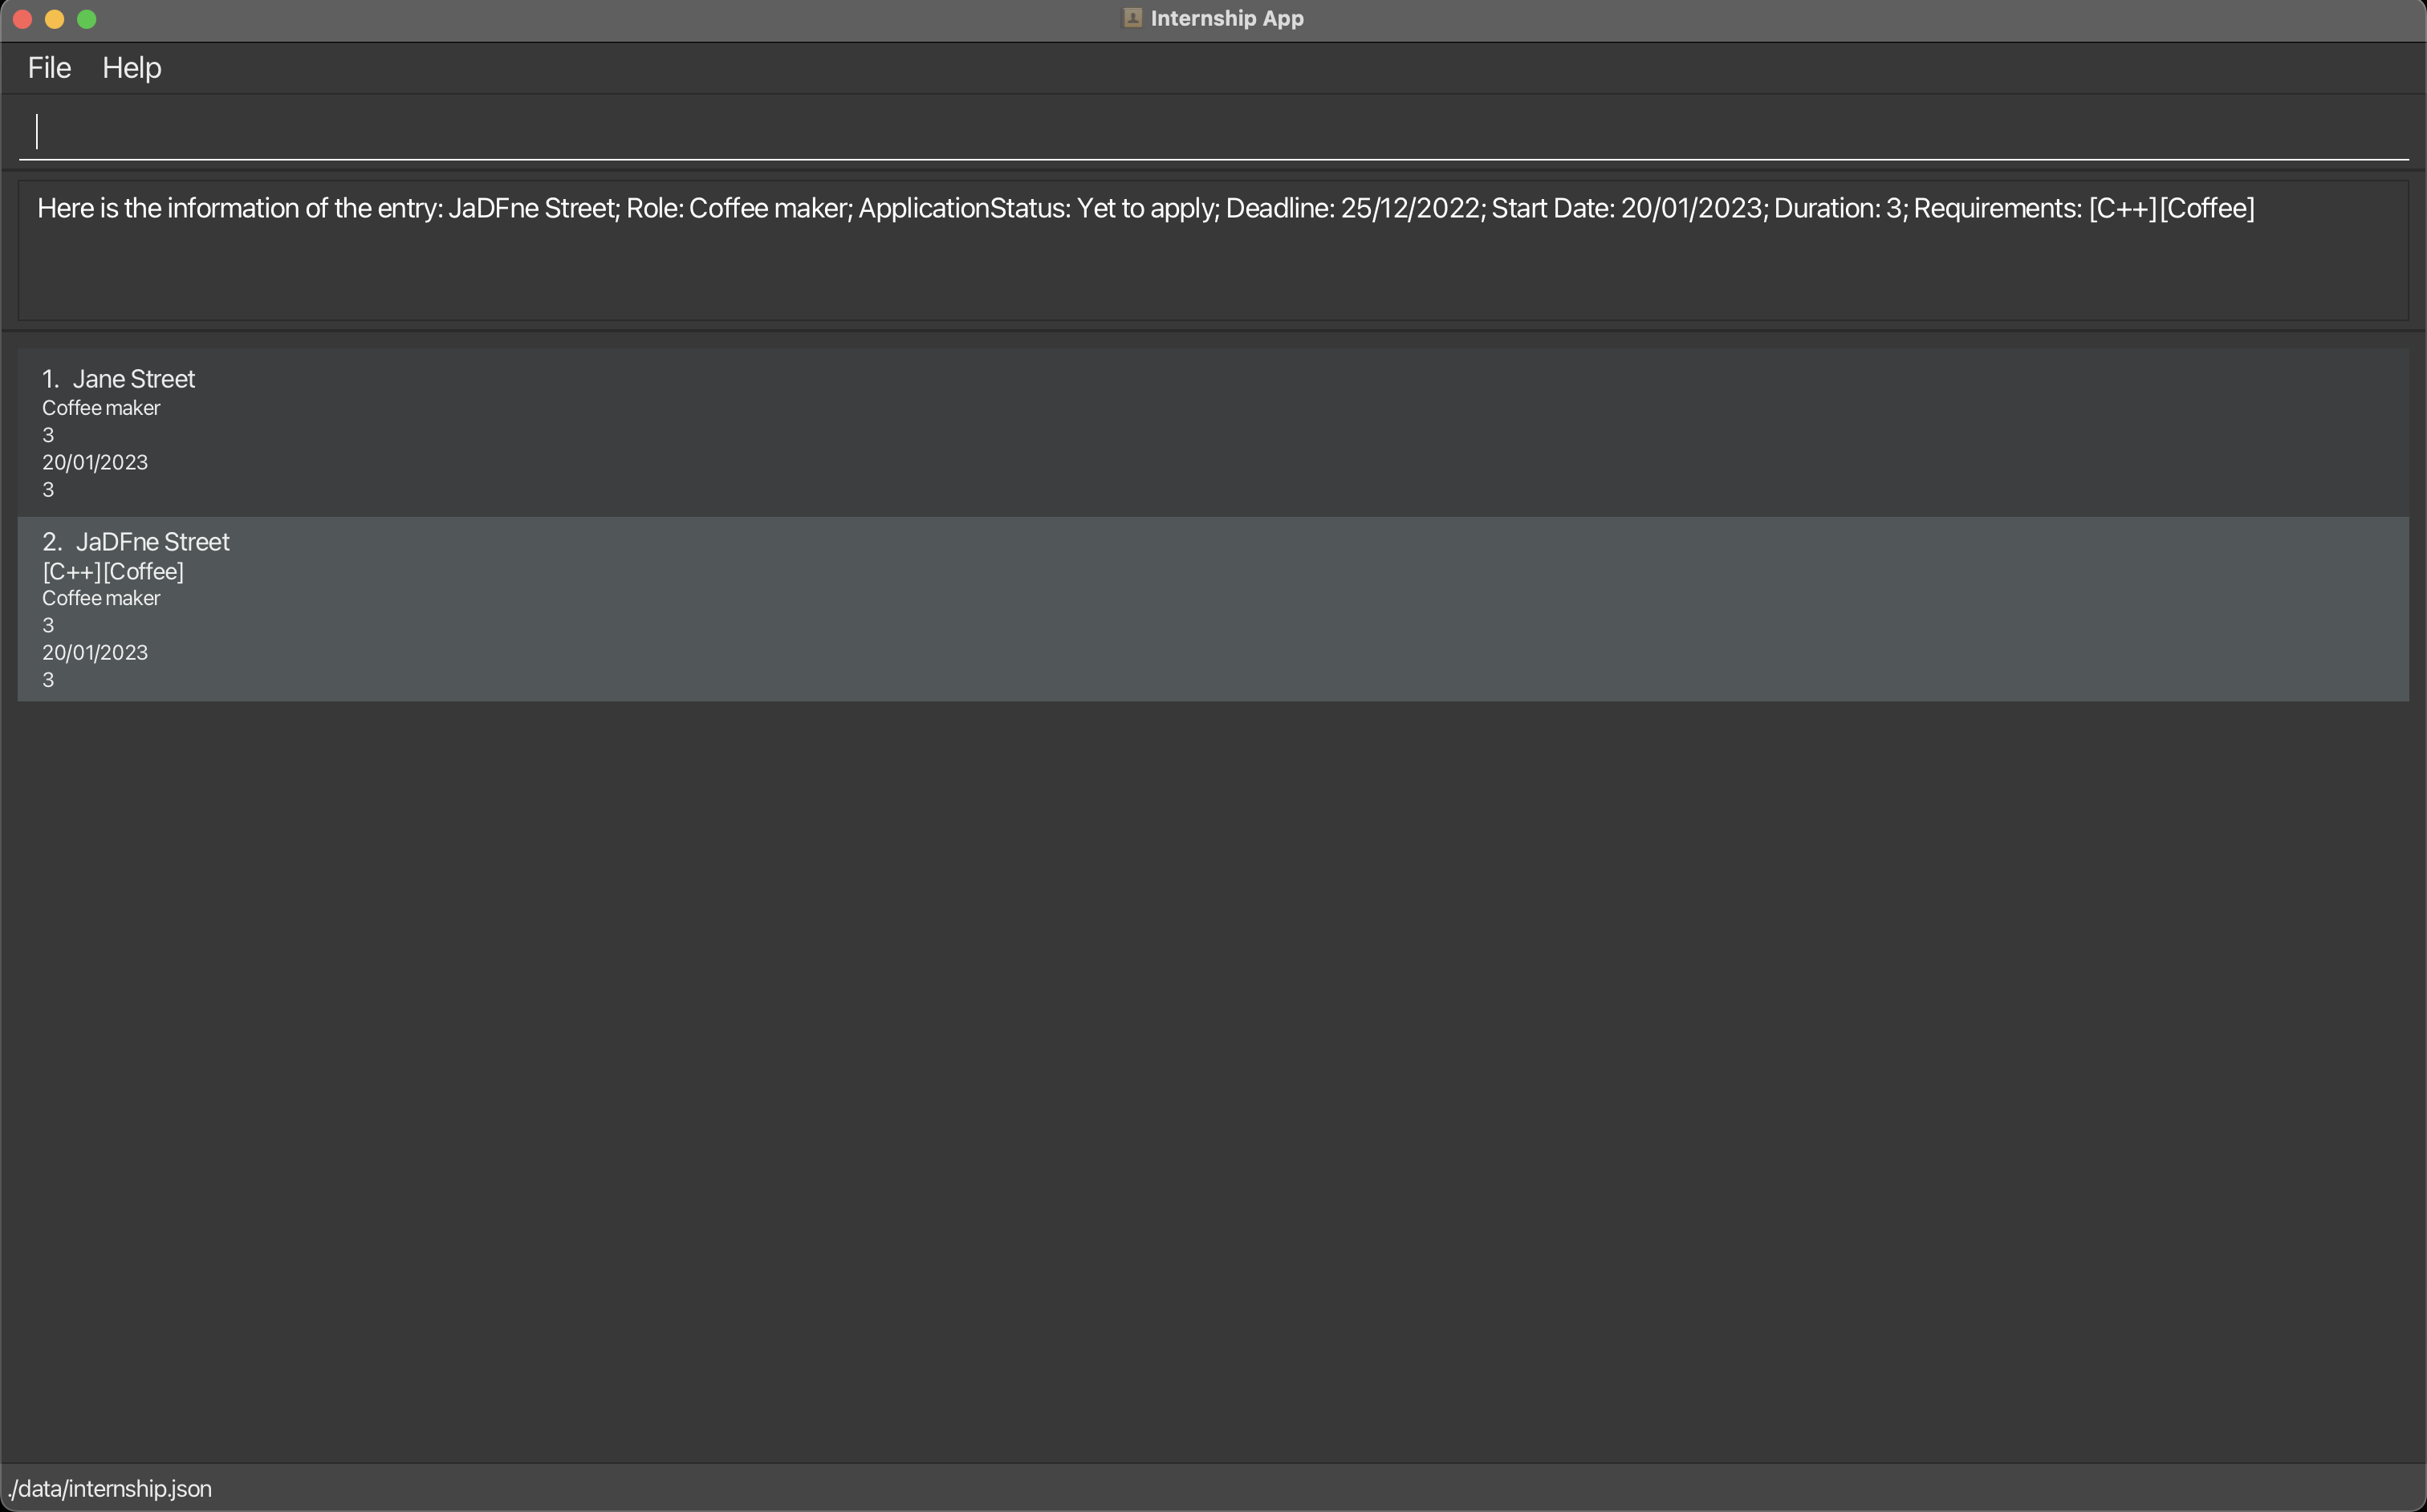 Internship App
File Help
Here is the information of the entry: JaDFne Street; Role: Coffee maker; ApplicationStatus: Yet to apply; Deadline: 25/12/2022; Start Date: 20/01/2023; Duration: 3; Requirements: [C++][Coffee]
1. Jane Street
Coffee maker
3
20/01/2023
3
2. JaDFne Street
[C++][Coffee]
Coffee maker
3
20/01/2023
3
./data/internship.json